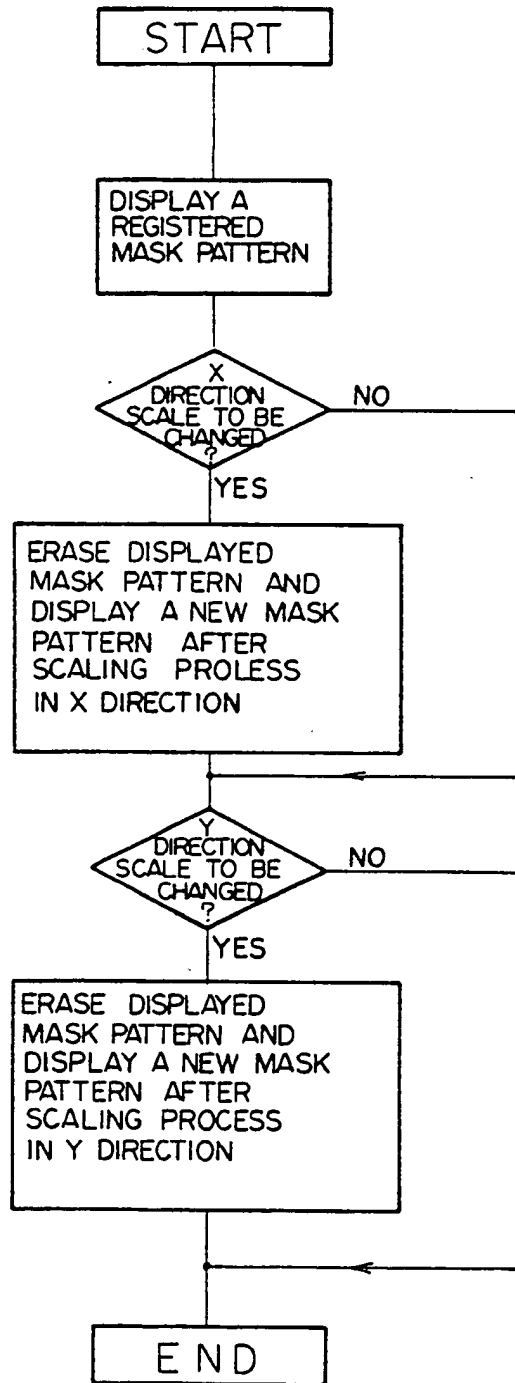 START
DISPLAY A
REGISTERED
MASK PATTERN
X
DIRECTION
SCALE TO BE
CHANGED
?
NO
YES
ERASE DISPLAYED
MASK PATTERN AND
DISPLAY A NEW MASK
PATTERN AFTER
SCALING PROLESS
IN X DIRECTION
Y
DIRECTION
SCALE TO BE
CHANGED
?
NO
YES
ERASE DISPLAYED
MASK PATTERN AND
DISPLAY A NEW MASK
PATTERN AFTER
SCALING PROCESS
IN Y DIRECTION
END